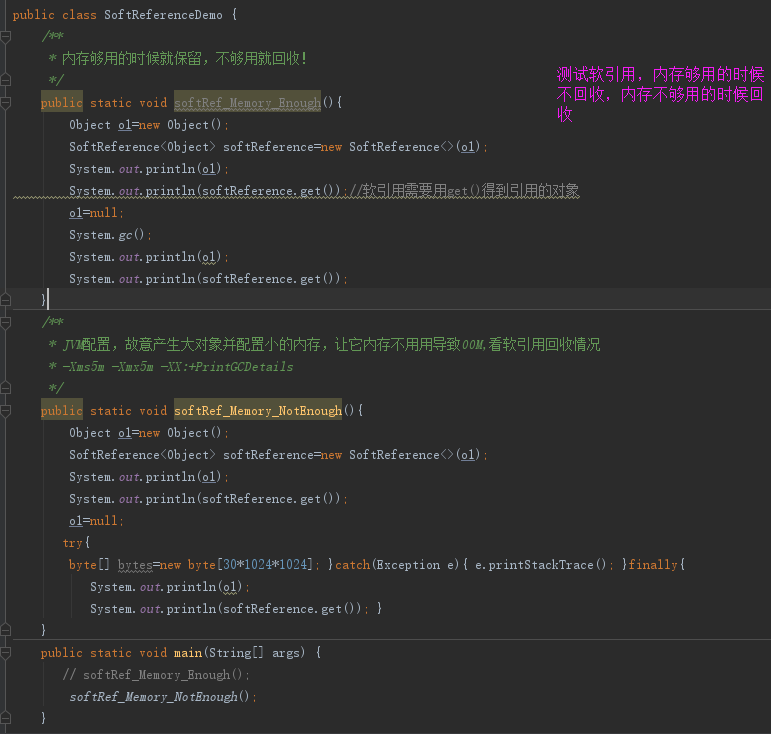 public class SoftReferenceDemo {
/**
* 内存够用的时候就保留，不够用就回收！
*/
public static void softRef_Memory_Enough(){
Object o1=new Object();
SoftReference<Object> softReference=new SoftReference<>(o1);
System.out.println(o1);
System.out.println(softReference.get());//软引用需要用get()得到引用的对象
o1=null;
System.gc();
System.out.println(o1);
System.out.println(softReference.get());
}
测试软引用，内存够用的时候
不回收，内存不够用的时候回
收
/**
* JVM配置，故意产生大对象并配置小的内存，让它内存不用用导致OOM,看软引用回收情况
* -Xms5m -Xmx5m -XX:+PrintGCDetails
*/
public static void softRef_Memory_NotEnough(){
Object o1=new Object();
SoftReference<Object> softReference=new SoftReference<>(o1);
System.out.println(o1);
System.out.println(softReference.get());
o1=null;
try{
byte[] bytes=new byte[30*1024*1024]; }catch(Exception e){ e.printStackTrace(); }finally{
System.out.println(o1);
System.out.println(softReference.get()); }
}
public static void main(String[] args) {
// softRef_Memory_Enough();
softRef_Memory_NotEnough();
}